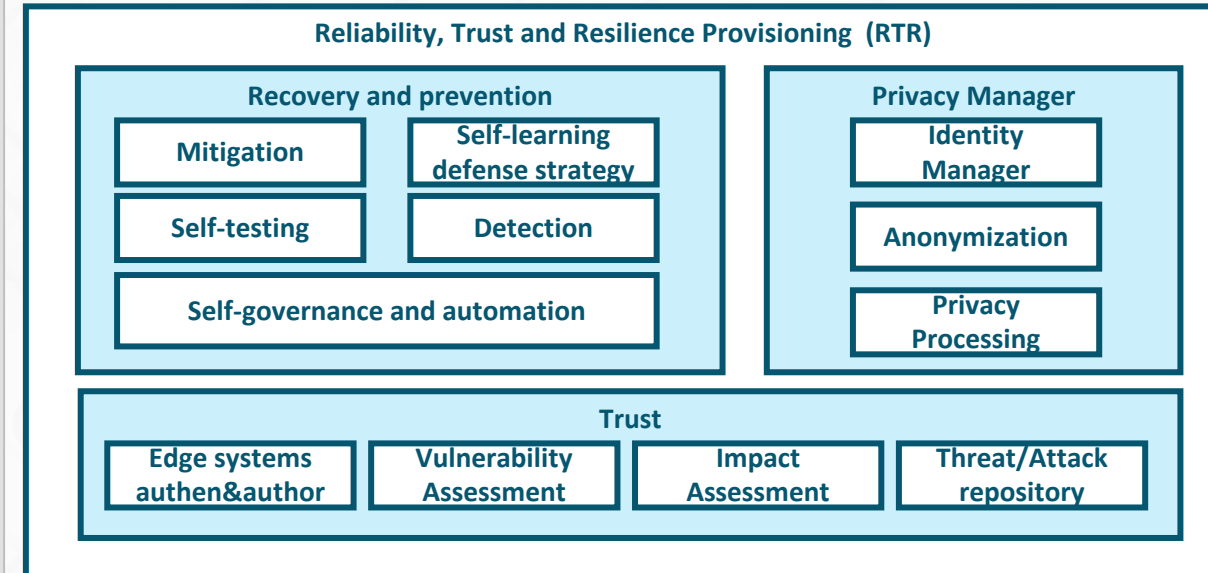 Reliability, Trust and Resilience Provisioning (RTR)
Recovery and prevention
Mitigation
Self-learning
defense strategy
Self-testing
Detection
Self-governance and automation
Privacy Manager
Identity
Manager
Anonymization
Privacy
Processing
Trust
Edge systems
authen&author
Vulnerability
Assessment
Impact
Assessment
Threat/Attack
repository